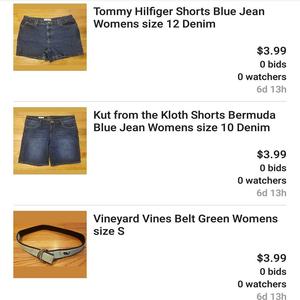 Tommy Hilfiger Shorts Blue Jean
Womens size 12 Denim
$3.99
0 bids
0 watchers
6d 13h
Kut from the Kloth Shorts Bermuda
Blue Jean Womens size 10 Denim
$3.99
0 bids
0 watchers
6d 13h
Vineyard Vines Belt Green Womens
size S
$3.99
0 bids
0 watchers
6d 13h